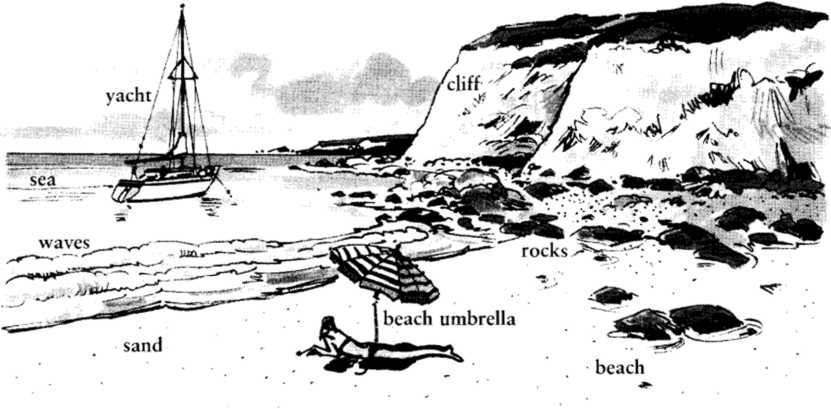 yacht
cliff
sea
waves
rocks
beach umbrella
sand
beach